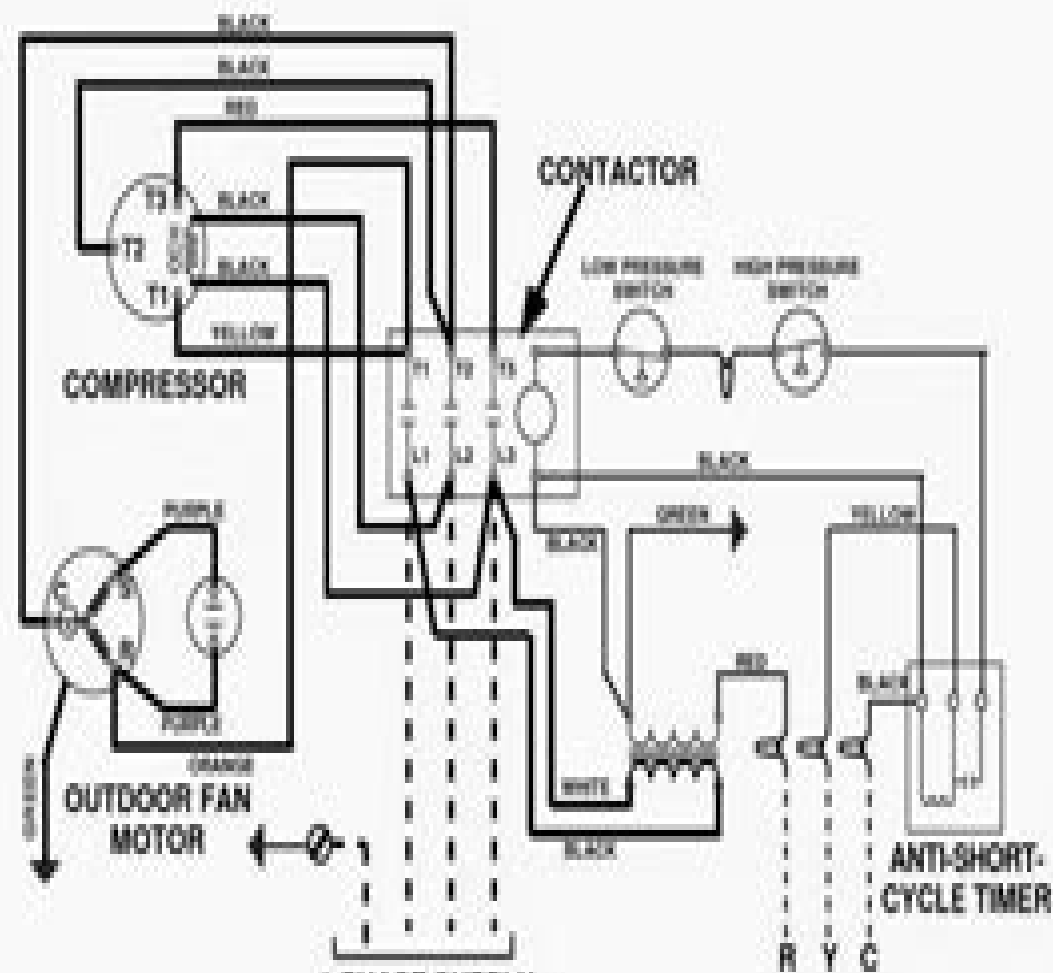 BLACK
BLACK
RED
CONTACTOR
T3
BLACK
T2
LOW PRESSURE
SWITCH
HIGH PRESSURE
SWITCH
BLACK
T1
YELLOW
COMPRESSOR
T1
T2
T3
L1
L2
L3
BLACK
PURPLE
BLACK
GREEN
YELLOW
C
S
R
RED
BLACK
PURPLE
ORANGE
WHITE
BLACK
GREEN
OUTDOOR FAN
MOTOR
ANTI-SHORT-
CYCLE TIMER
R
Y
C